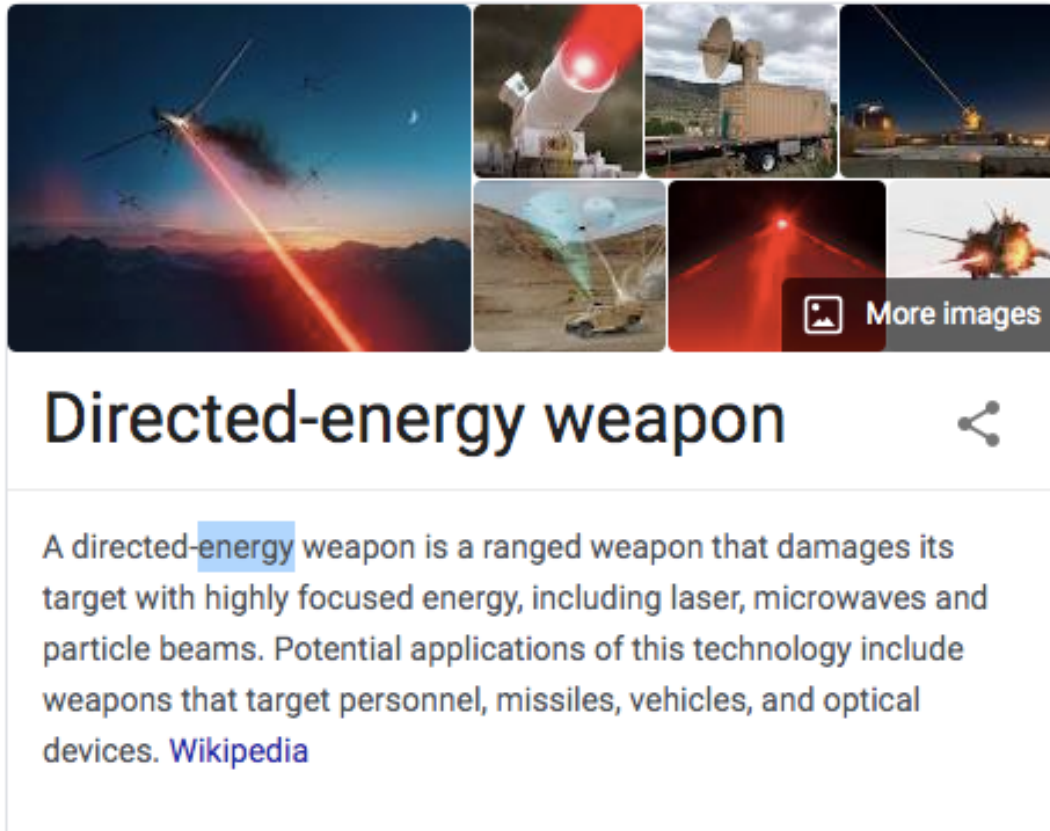 More images
Directed-energy weapon
A directed-energy weapon is a ranged weapon that damages its
target with highly focused energy, including laser, microwaves and
particle beams. Potential applications of this technology include
weapons that target personnel, missiles, vehicles, and optical
devices. Wikipedia